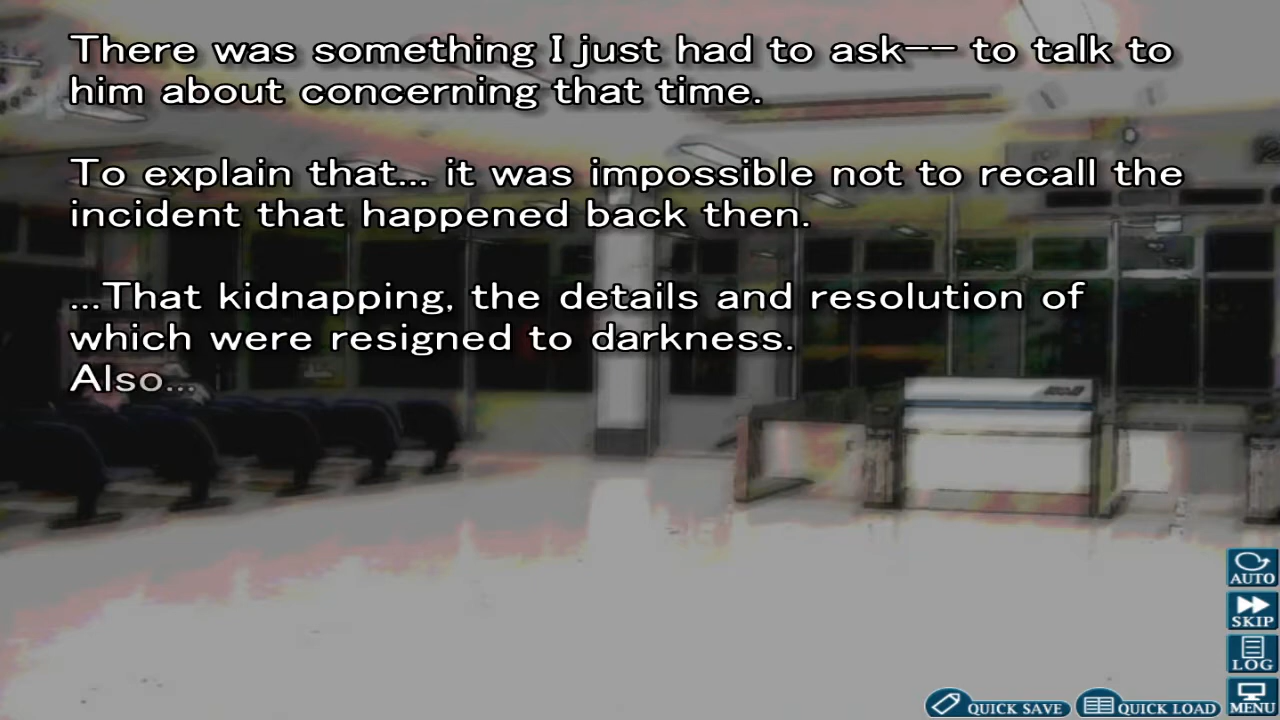 There was something I just had to ask―― to talk to
him about concerning that time.
To explain that... it was impossible not to recall the
incident that happened back then.
...That kidnapping, the details and resolution of
which were resigned to darkness.
Also...
AUTO
SKIP
LOG
MENU
QUICK SAVE
QUICK LOAD